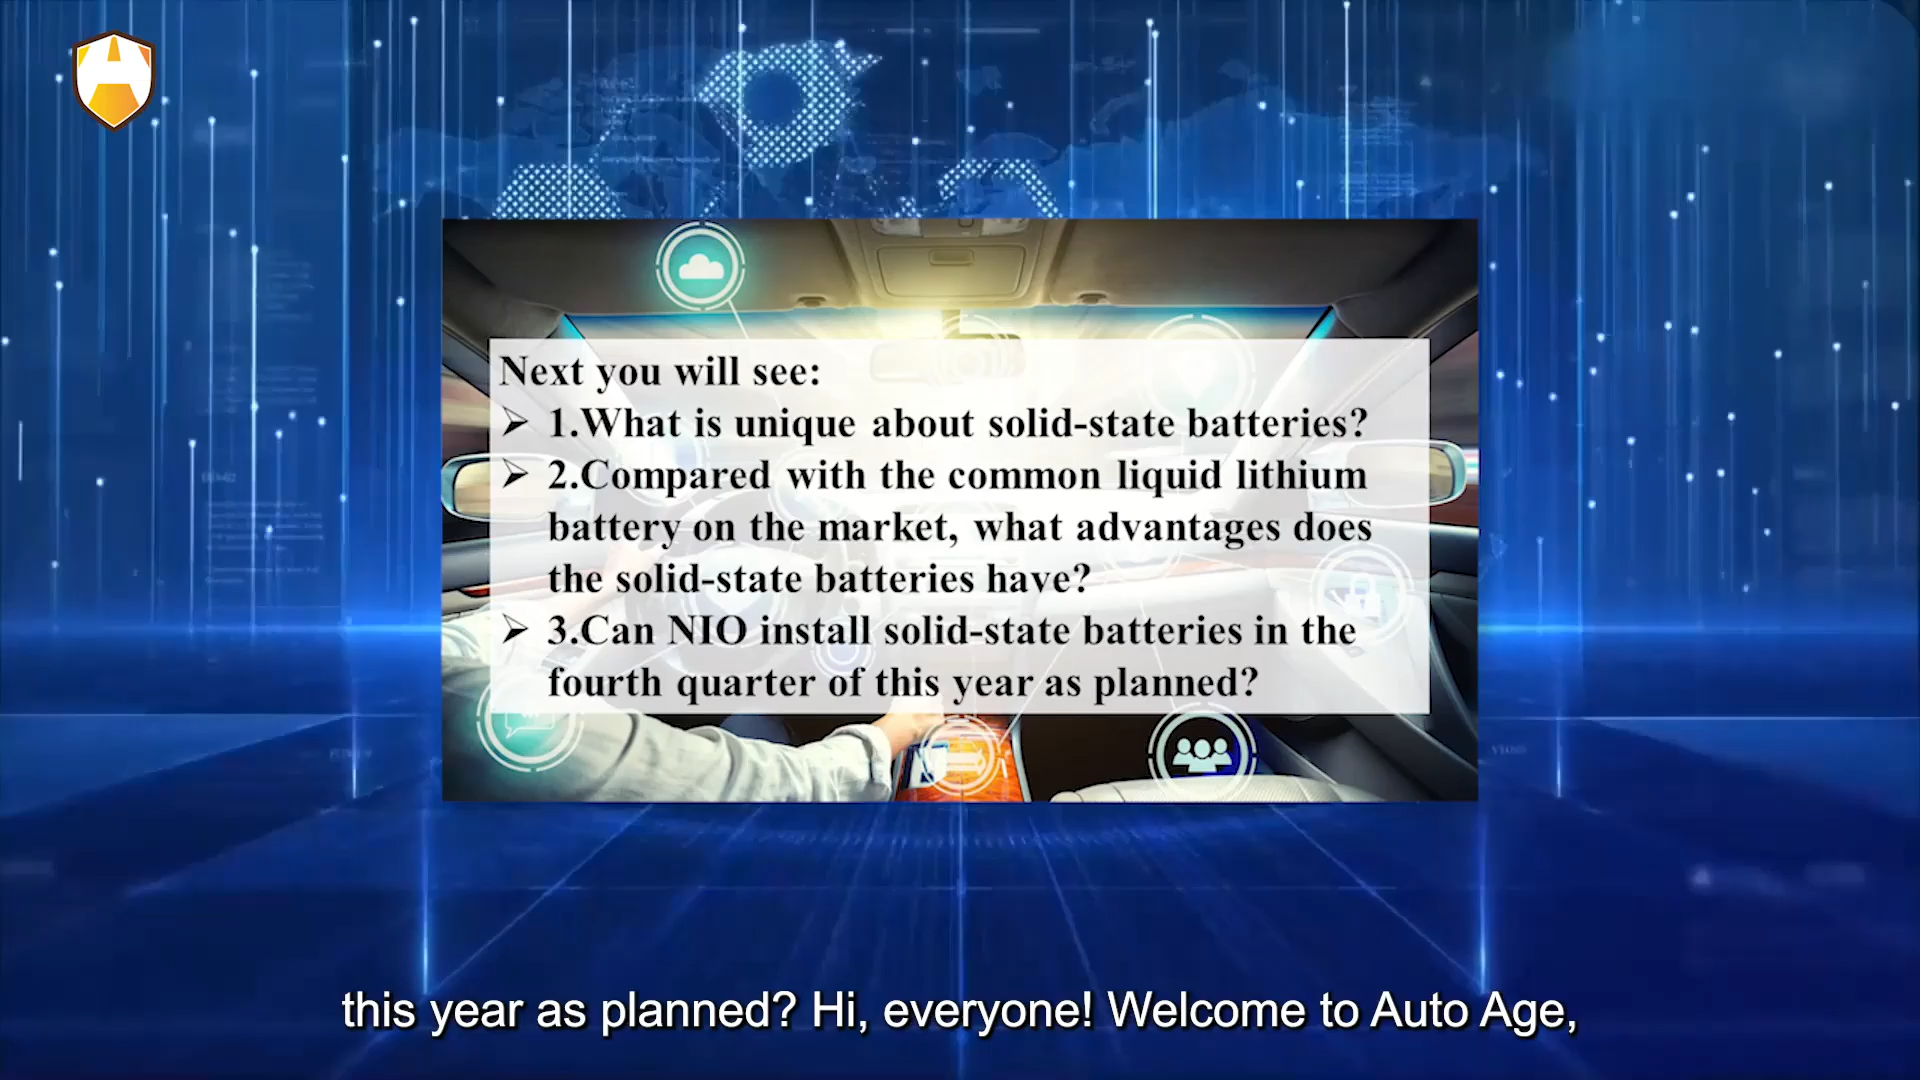 Next you will see:
➢ 1.What is unique about solid-state batteries?
➢ 2.Compared with the common liquid lithium
battery on the market, what advantages does
the solid-state batteries have?
➢ 3.Can NIO install solid-state batteries in the
fourth quarter of this year as planned?
this year as planned? Hi, everyone! Welcome to Auto Age,